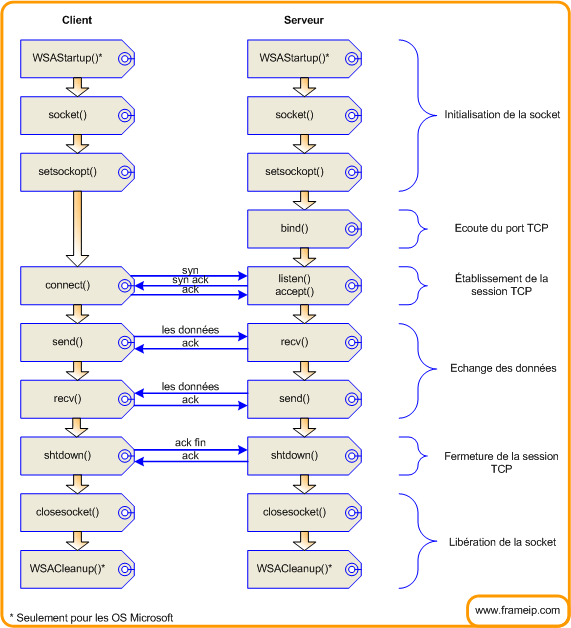 Client Serveur
WSAStartup()* WSAStartup()*
socket() socket() Initialisation de la socket
setsockopt() setsockopt()
bind() Ecoute du port TCP
syn
connect() syn ack listen() Établissement de la
ack accept() session TCP
les données
send() ack recv()
Echange des données
les données
recv() ack send()
ack fin
shtdown() ack shtdown() Fermeture de la session
TCP
closesocket() closesocket()
Libération de la socket
WSACleanup()* WSACleanup()*
www.frameip.com
* Seulement pour les OS Microsoft